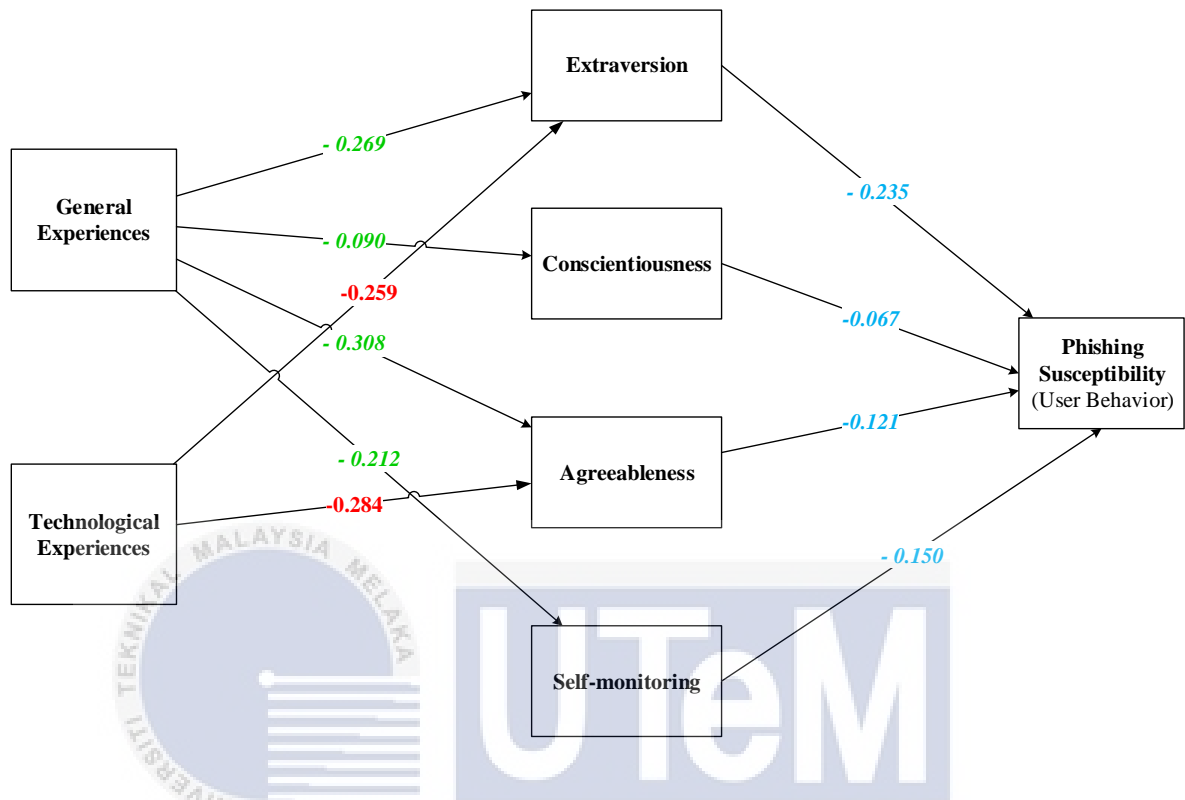 Extraversion
- 0.269
General
Experiences
- 0.235
- 0.090
Conscientiousness
-0.259
-0.067
- 0.308
Phishing
Susceptibility
(User Behavior)
-0.121
- 0.212
Agreeableness
-0.284
Technological
Experiences
- 0.150
Self-monitoring
TEKNIKAL MALAYSIA MELAKA
UTeM